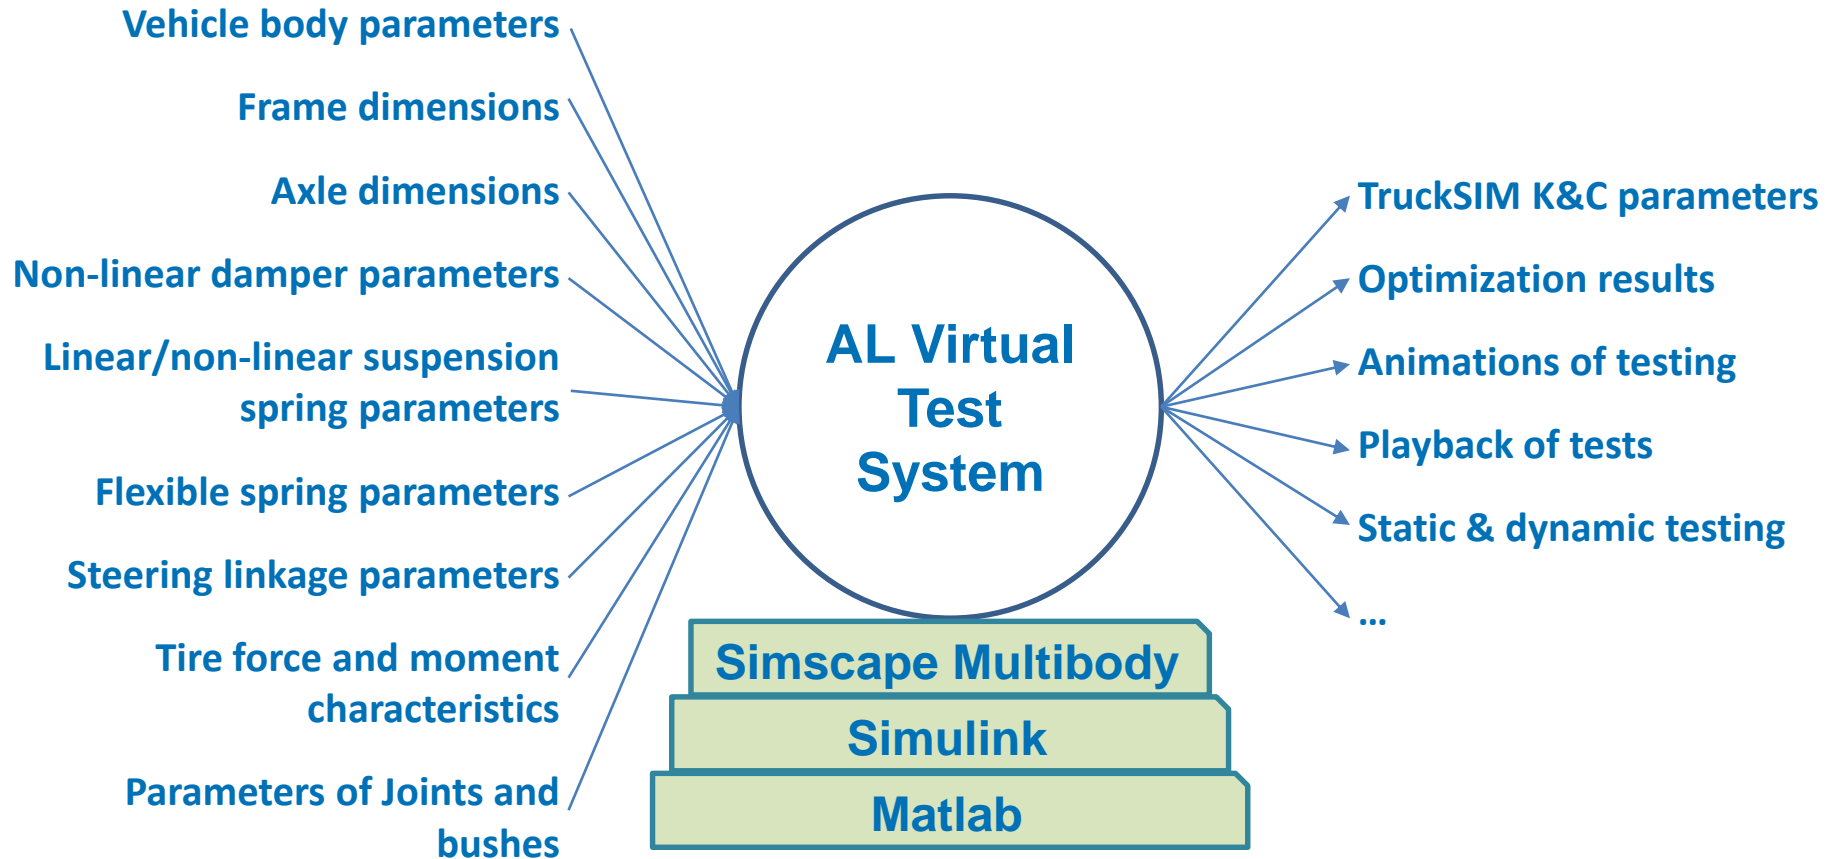 Vehicle body parameters
Frame dimensions
Axle dimensions
Non-linear damper parameters
Linear/non-linear suspension
spring parameters
Flexible spring parameters
Steering linkage parameters
Tire force and moment
characteristics
Parameters of Joints and
bushes
AL Virtual
Test
System
Simscape Multibody
Simulink
Matlab
TruckSIM K&C parameters
Optimization results
Animations of testing
Playback of tests
Static & dynamic testing
...